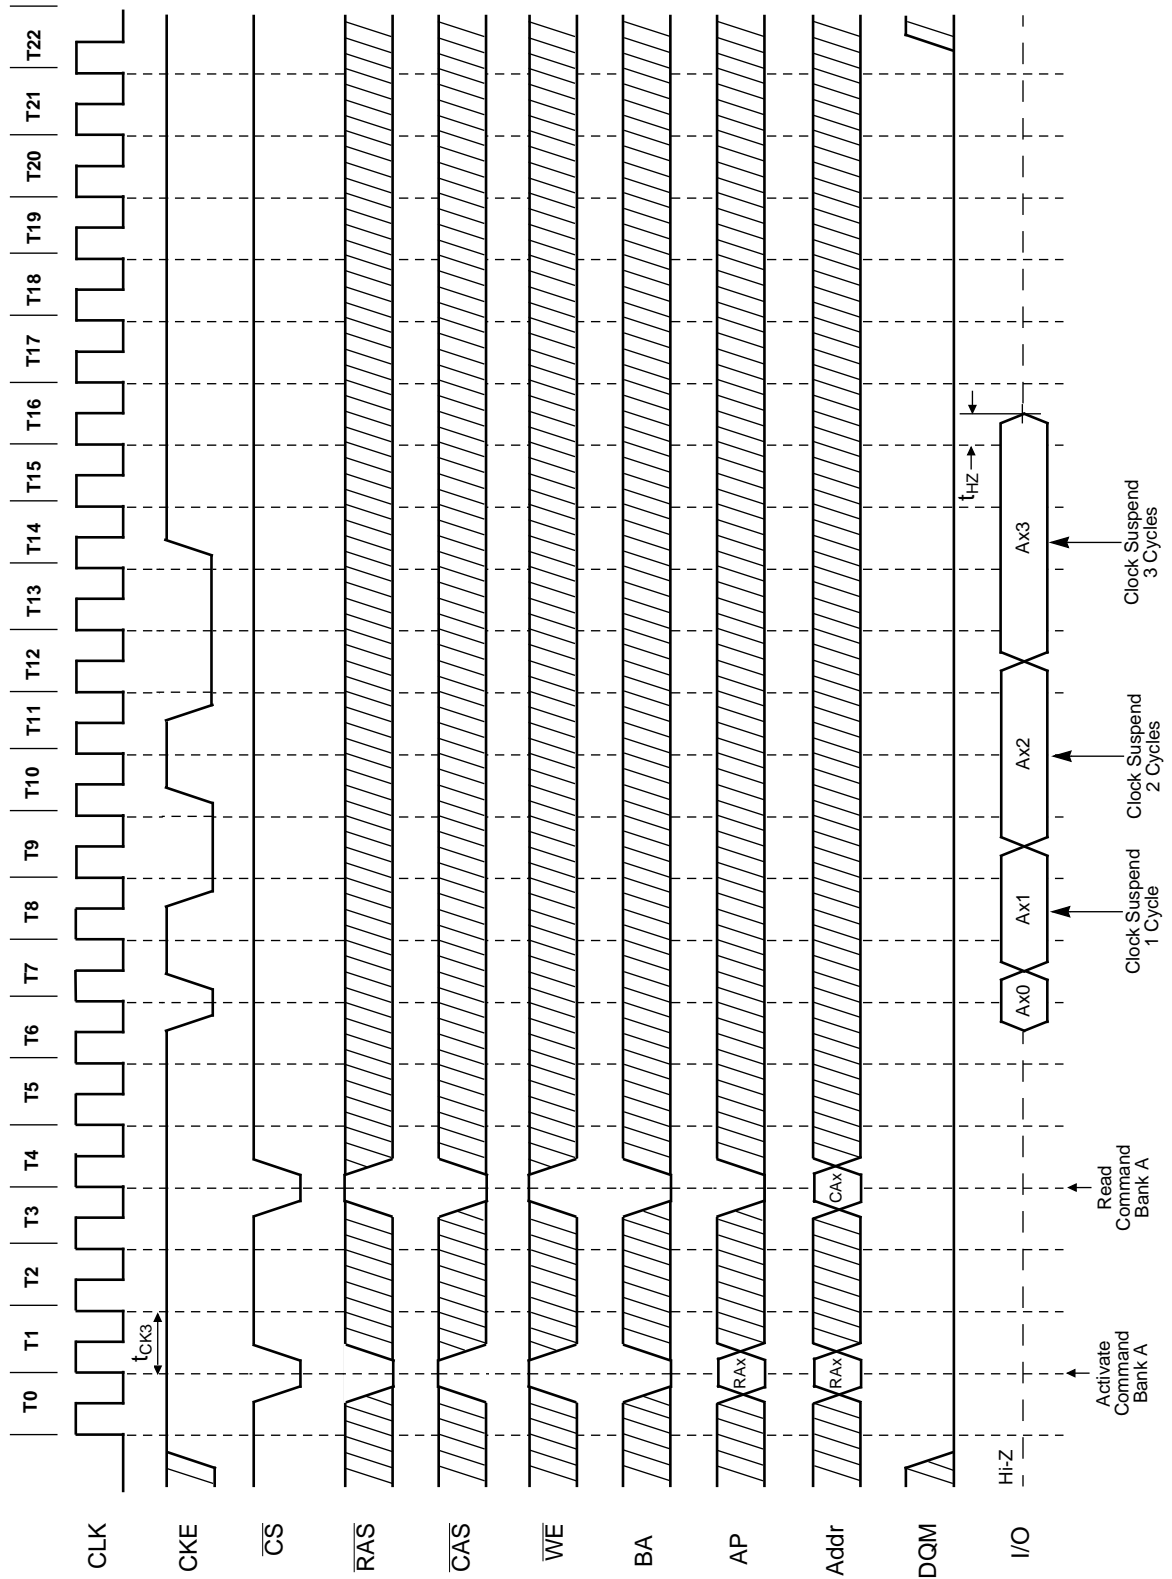 T0 T1 T2 T3 T4 T5 T6 T7 T8 T9 T10 T11 T12 T13 T14 T15 T16 T17 T18 T19 T20 T21 T22
CLK
tCK3
CKE
CS
RAS
CAS
WE
BA
AP
RAx
Addr
RAx CAx
DQM
tHZ
I/O
Hi-Z
Ax0 Ax1 Ax2 Ax3
Activate
Command
Bank A
Read
Command
Bank A
Clock Suspend
1 Cycle
Clock Suspend
2 Cycles
Clock Suspend
3 Cycles